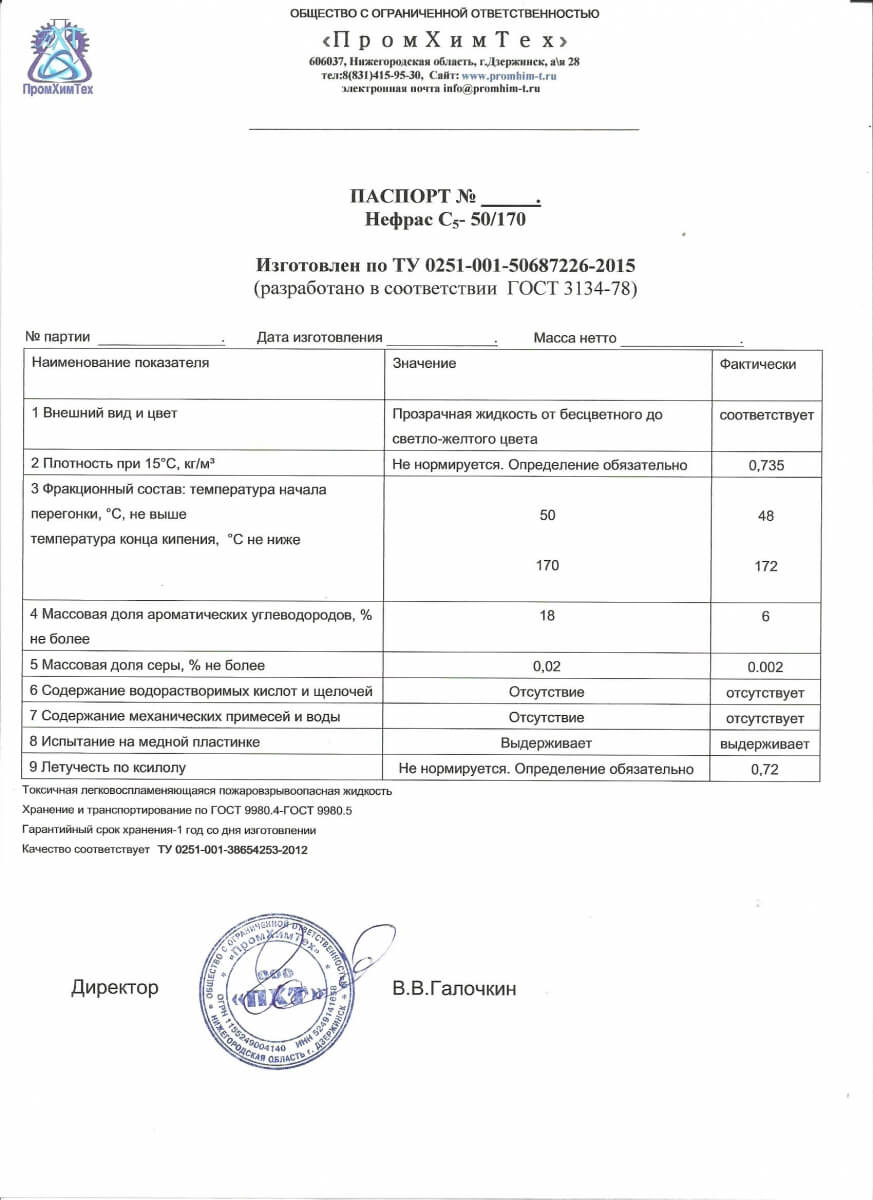 ПромХимТех
ОБЩЕСТВО С ОГРАНИЧЕННОЙ ОТВЕТСТВЕННОСТЬЮ
«ПромХимТех»
606037, Нижегородская область, г.Дзержинск, а\я 28
тел:8(831)415-95-30, Сайт: www.promhim-t.ru
электронная почта info@promhim-t.ru
ПАСПОРТ № _____.
Нефрас С₅- 50/170
Изготовлен по ТУ 0251-001-50687226-2015
(разработано в соответствии ГОСТ 3134-78)
№ партии ________________. Дата изготовления ______________. Масса нетто ________________.
Наименование показателя Значение Фактически
1 Внешний вид и цвет Прозрачная жидкость от бесцветного до соответствует
светло-желтого цвета
2 Плотность при 15°С, кг/м³ Не нормируется. Определение обязательно 0,735
3 Фракционный состав: температура начала
перегонки, °С, не выше 50 48
температура конца кипения, °С не ниже
170 172
4 Массовая доля ароматических углеводородов, % 18 6
не более
5 Массовая доля серы, % не более 0,02 0.002
6 Содержание водорастворимых кислот и щелочей Отсутствие отсутствует
7 Содержание механических примесей и воды Отсутствие отсутствует
8 Испытание на медной пластинке Выдерживает выдерживает
9 Летучесть по ксилолу Не нормируется. Определение обязательно 0,72
Токсичная легковоспламеняющаяся пожаровзрывоопасная жидкость
Хранение и транспортирование по ГОСТ 9980.4-ГОСТ 9980.5
Гарантийный срок хранения-1 год со дня изготовлении
Качество соответствует ТУ 0251-001-38654253-2012
ОБЩЕСТВО С ОГРАНИЧЕННОЙ ОТВЕТСТВЕННОСТЬЮ
«ПромХимТех»
ООО
«ПХТ»
ОГРН 1155249004140 ИНН 5249141658
НИЖЕГОРОДСКАЯ ОБЛАСТЬ г. ДЗЕРЖИНСК
Директор В.В.Галочкин